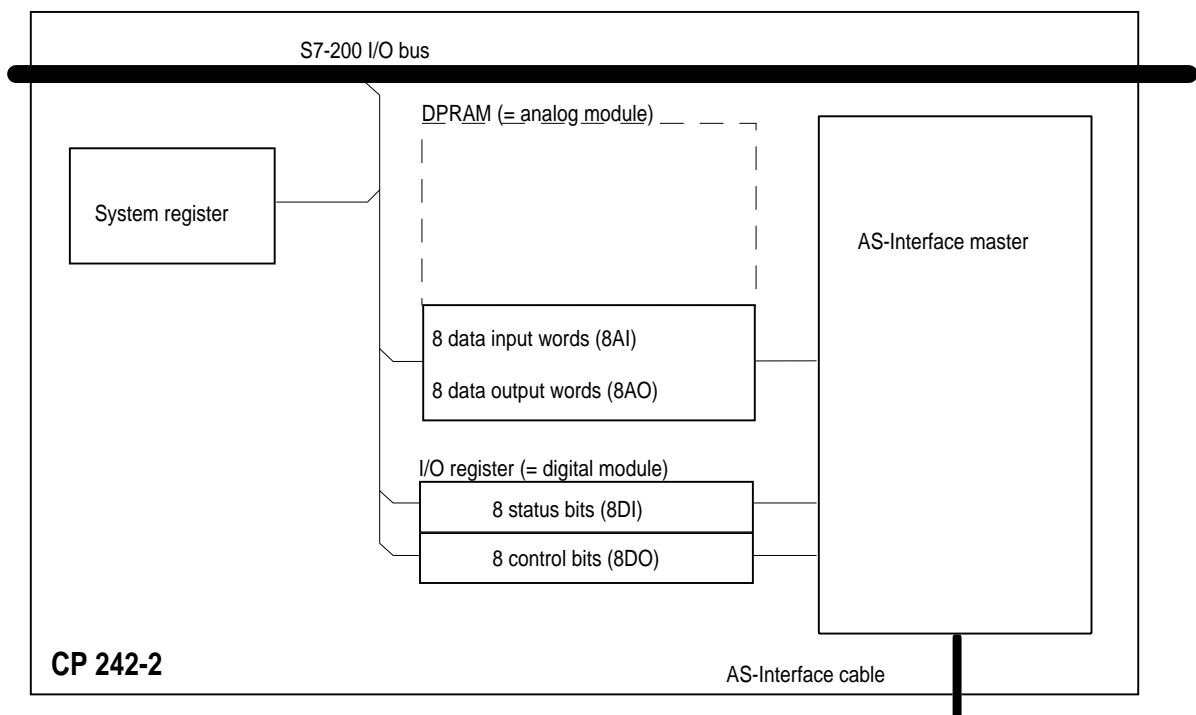 S7-200 I/O bus
DPRAM (= analog module)
System register
AS-Interface master
8 data input words (8AI)
8 data output words (8AO)
I/O register (= digital module)
8 status bits (8DI)
8 control bits (8DO)
CP 242-2
AS-Interface cable